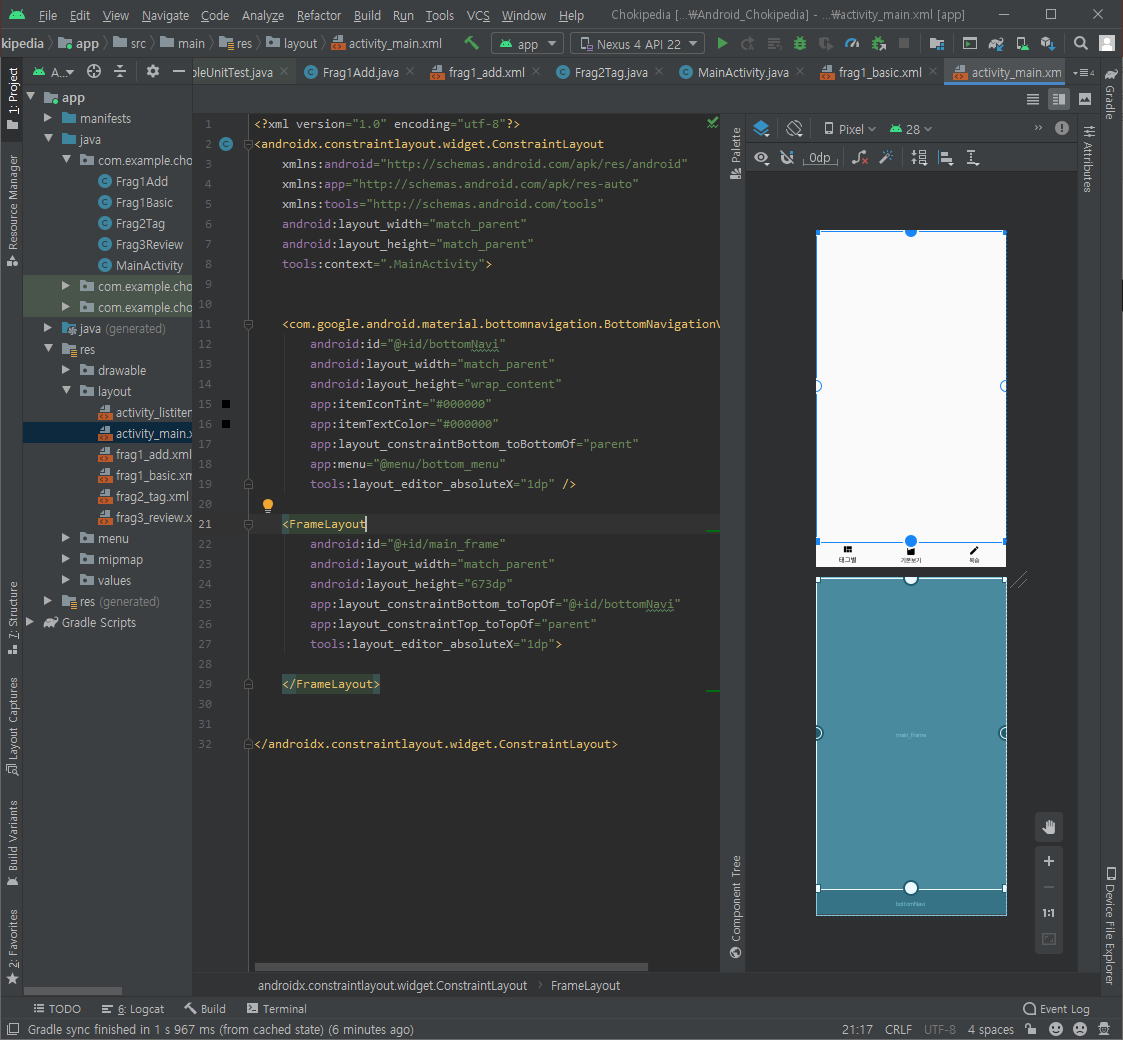 File Edit View Navigate Code Analyze Refactor Build Run Tools VCS Window Help Chokipedia [...₩Android_Chokipedia] - ...₩activity_main.xml [app]
kipedia app src main res layout activity_main.xml app Nexus 4 API 22
1: Project
A... pleUnitTest.java Frag1Add.java frag1_add.xml Frag2Tag.java MainActivity.java frag1_basic.xml activity_main.xm 4
app
manifests
java
com.example.cho
Frag1Add
Frag1Basic
Frag2Tag
Frag3Review
MainActivity
com.example.cho
com.example.cho
java (generated)
res
drawable
layout
activity_listiten
activity_main.x
frag1_add.xml
frag1_basic.xm
frag2_tag.xml
frag3_review.x
menu
mipmap
values
res (generated)
Gradle Scripts
Resource Manager
7: Structure
Layout Captures
Build Variants
2: Favorites
1 <?xml version="1.0" encoding="utf-8"?>
2 <androidx.constraintlayout.widget.ConstraintLayout
3 xmlns:android="http://schemas.android.com/apk/res/android"
4 xmlns:app="http://schemas.android.com/apk/res-auto"
5 xmlns:tools="http://schemas.android.com/tools"
6 android:layout_width="match_parent"
7 android:layout_height="match_parent"
8 tools:context=".MainActivity">
9
10
11 <com.google.android.material.bottomnavigation.BottomNavigationV
12 android:id="@+id/bottomNavi"
13 android:layout_width="match_parent"
14 android:layout_height="wrap_content"
15 app:itemIconTint="#000000"
16 app:itemTextColor="#000000"
17 app:layout_constraintBottom_toBottomOf="parent"
18 app:menu="@menu/bottom_menu"
19 tools:layout_editor_absoluteX="1dp" />
20
21 <FrameLayout
22 android:id="@+id/main_frame"
23 android:layout_width="match_parent"
24 android:layout_height="673dp"
25 app:layout_constraintBottom_toTopOf="@+id/bottomNavi"
26 app:layout_constraintTop_toTopOf="parent"
27 tools:layout_editor_absoluteX="1dp">
28
29 </FrameLayout>
30
31
32 </androidx.constraintlayout.widget.ConstraintLayout>
androidx.constraintlayout.widget.ConstraintLayout › FrameLayout
Palette
Component Tree
Pixel 28 »
0dp
태그별 기본보기 복습
main_frame
bottomNavi
1:1
Gradle
Attributes
Device File Explorer
TODO 6: Logcat Build Terminal Event Log
Gradle sync finished in 1 s 967 ms (from cached state) (6 minutes ago) 21:17 CRLF UTF-8 4 spaces